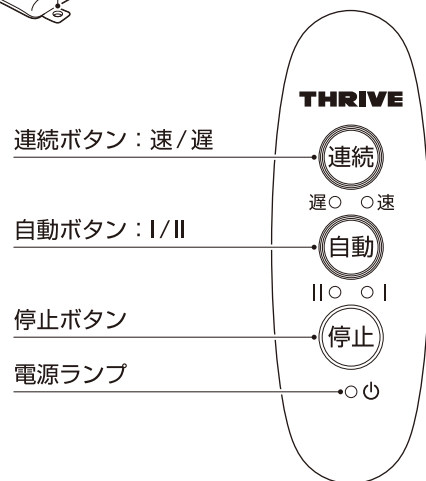 THRIVE
連続ボタン：速/遅
連続
遅 速
自動ボタン：I/II
自動
II I
停止ボタン
停止
電源ランプ